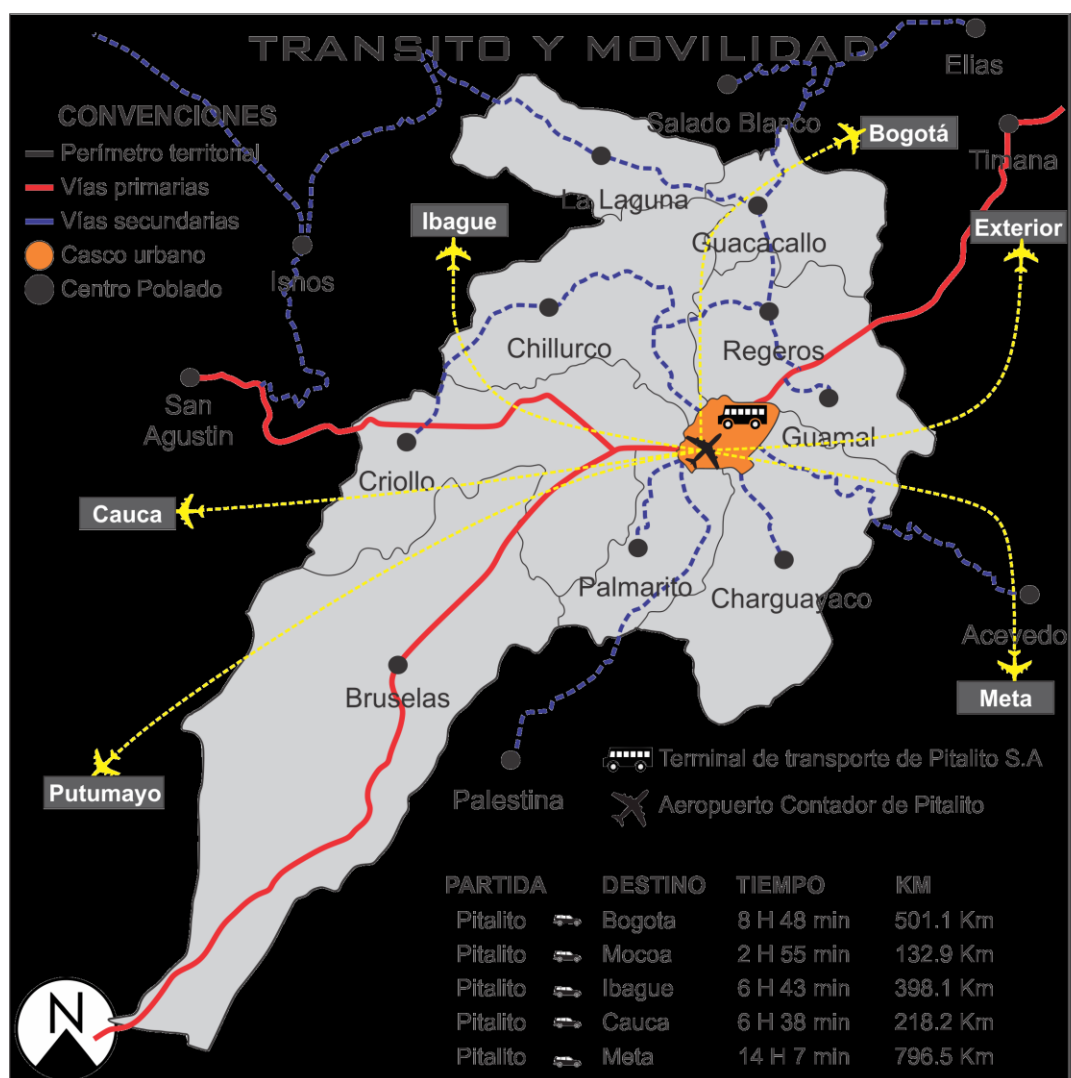 TRANSITO Y MOVILIDAD
CONVENCIONES
Perímetro territorial
Vías primarias
Vías secundarias
Casco urbano
Centro Poblado
Elias
Salado Blanco
Bogotá
Timana
La Laguna
Ibague
Exterior
Guacacallo
Isnos
Chillurco
Regeros
San
Agustin
Guamal
Criollo
Cauca
Palmarito
Charguayaco
Acevedo
Bruselas
Meta
Putumayo
Palestina
Terminal de transporte de Pitalito S.A
Aeropuerto Contador de Pitalito
PARTIDA DESTINO TIEMPO KM
Pitalito Bogota 8 H 48 min 501.1 Km
Pitalito Mocoa 2 H 55 min 132.9 Km
Pitalito Ibague 6 H 43 min 398.1 Km
Pitalito Cauca 6 H 38 min 218.2 Km
Pitalito Meta 14 H 7 min 796.5 Km
N